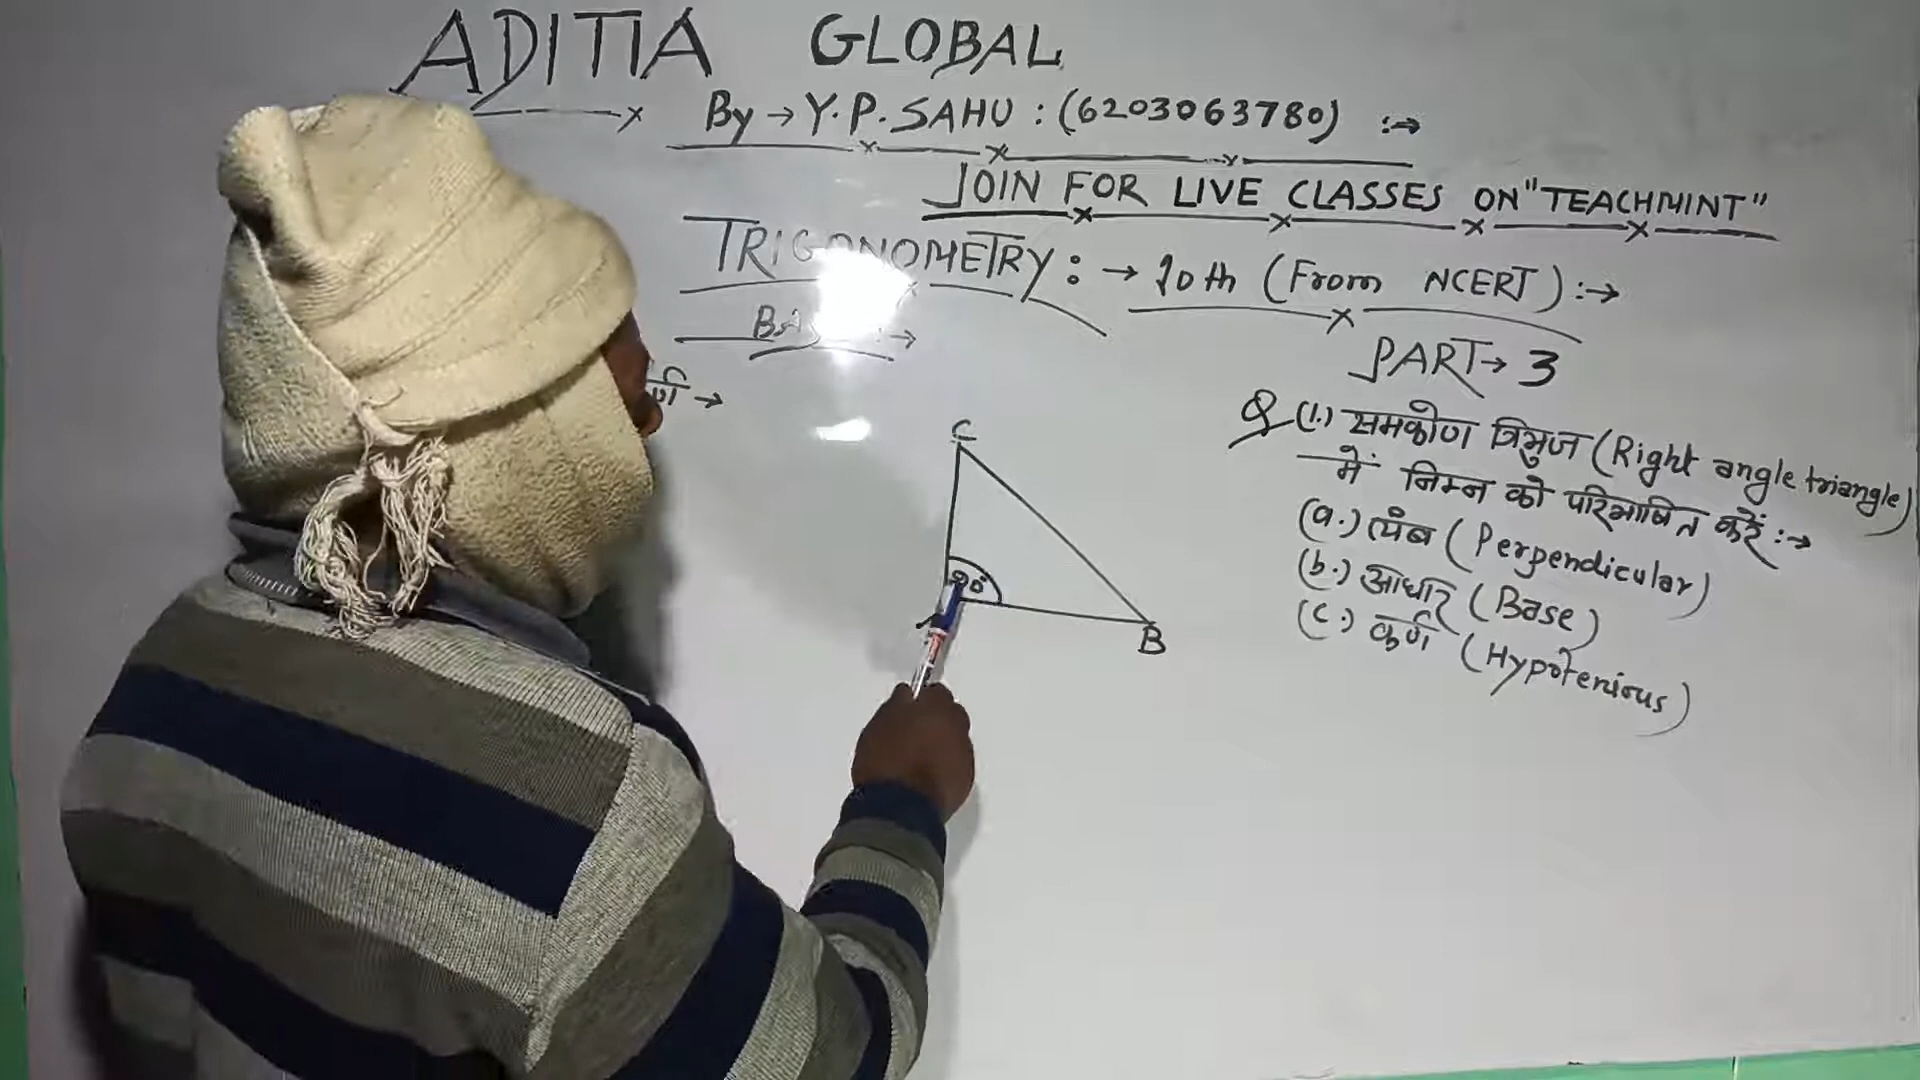 ADITIA GLOBAL
By → Y.P.SAHU : (6203063780) :→
JOIN FOR LIVE CLASSES ON "TEACHMINT"
TRIGONOMETRY : → 10th (From NCERT) :→
PART → 3
C
90°
B
Q (1.) समकोण त्रिभुज (Right angle triangle)
में निम्न को परिभाषित करें :→
(a.) लंब (Perpendicular)
(b.) आधार (Base)
(c.) कर्ण (Hypotenious)